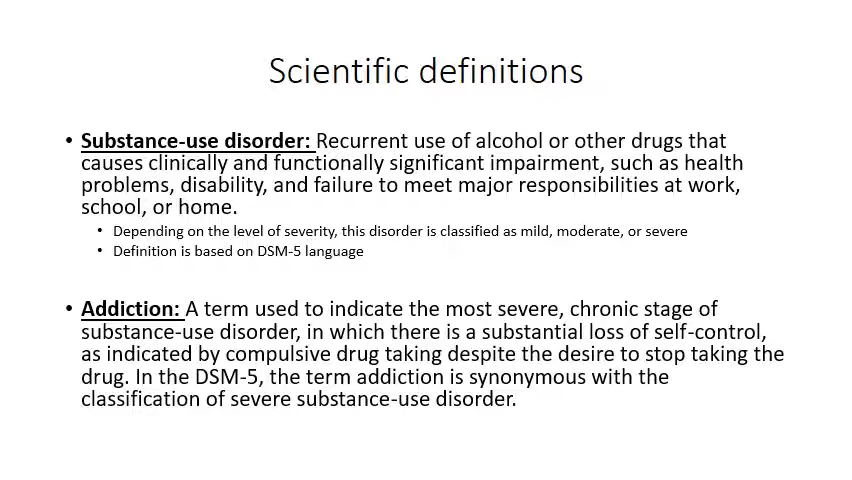 Scientific definitions
• Substance-use disorder: Recurrent use of alcohol or other drugs that
causes clinically and functionally significant impairment, such as health
problems, disability, and failure to meet major responsibilities at work,
school, or home.
• Depending on the level of severity, this disorder is classified as mild, moderate, or severe
• Definition is based on DSM-5 language
• Addiction: A term used to indicate the most severe, chronic stage of
substance-use disorder, in which there is a substantial loss of self-control,
as indicated by compulsive drug taking despite the desire to stop taking the
drug. In the DSM-5, the term addiction is synonymous with the
classification of severe substance-use disorder.